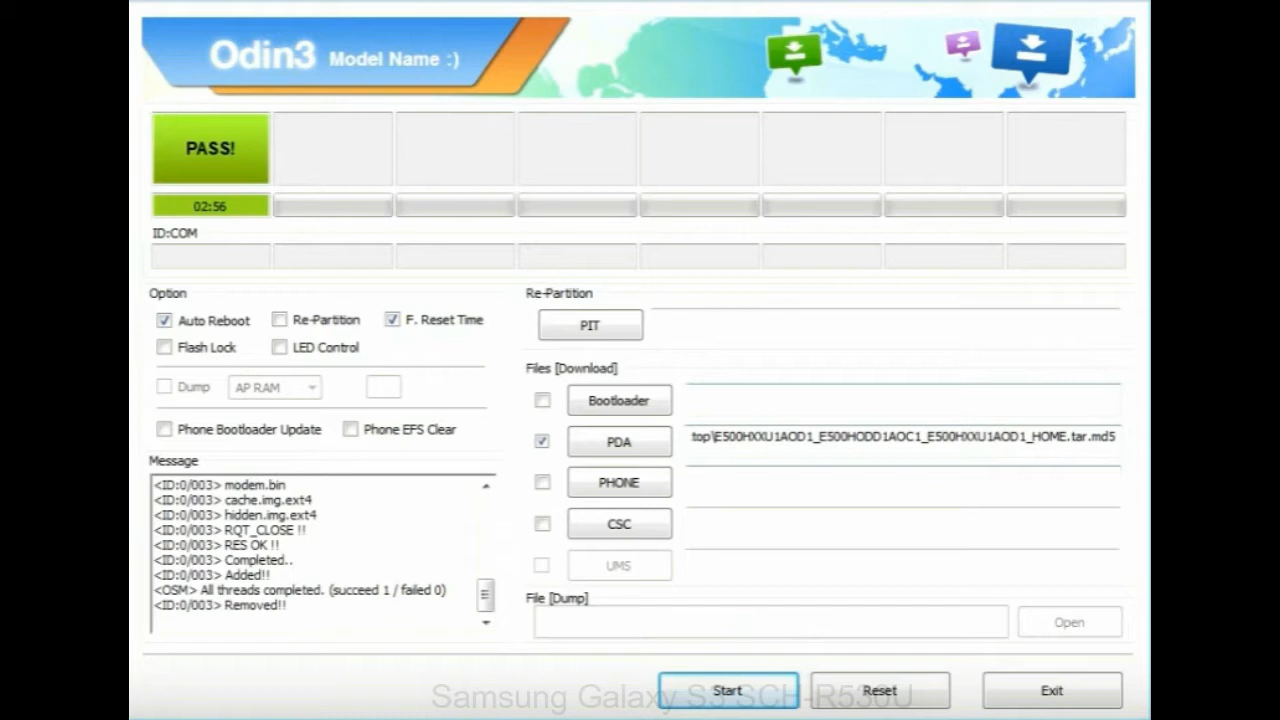 Odin3 Model Name :)
PASS!
02:56
ID:COM
Option
Auto Reboot Re-Partition F. Reset Time
Flash Lock LED Control
Dump AP RAM
Phone Bootloader Update Phone EFS Clear
Message
<ID:0/003> modem.bin
<ID:0/003> cache.img.ext4
<ID:0/003> hidden.img.ext4
<ID:0/003> RQT_CLOSE !!
<ID:0/003> RES OK !!
<ID:0/003> Completed..
<ID:0/003> Added!!
<OSM> All threads completed. (succeed 1 / failed 0)
<ID:0/003> Removed!!
Re-Partition
PIT
Files [Download]
Bootloader
PDA top\E500HXXU1AOD1_E500HODD1AOC1_E500HXXU1AOD1_HOME.tar.md5
PHONE
CSC
UMS
File [Dump]
Open
Start Reset Exit
Samsung Galaxy S3 SCH-R530U